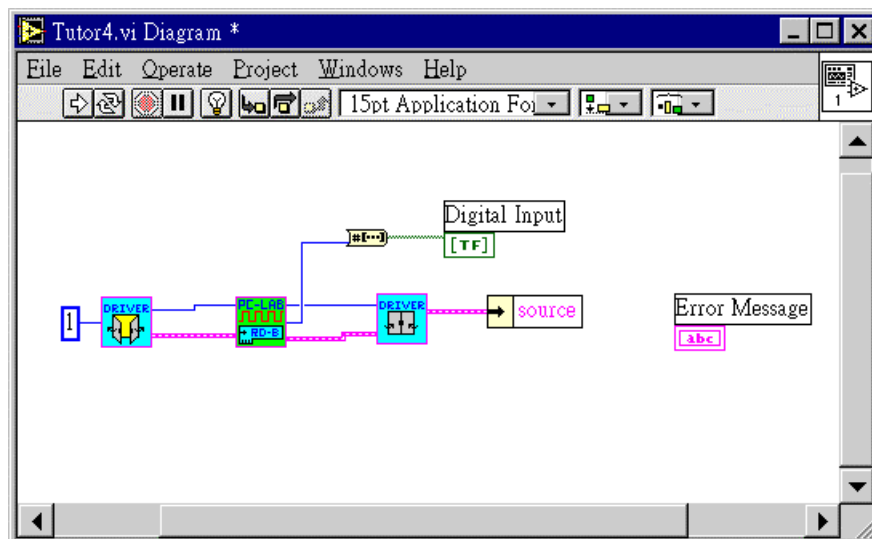 Tutor4.vi Diagram *
File Edit Operate Project Windows Help
15pt Application Fo
1
Digital Input
#[...]
[TF]
DRIVER
PC-LAB
DRIVER
1
RD-B
source
Error Message
abc